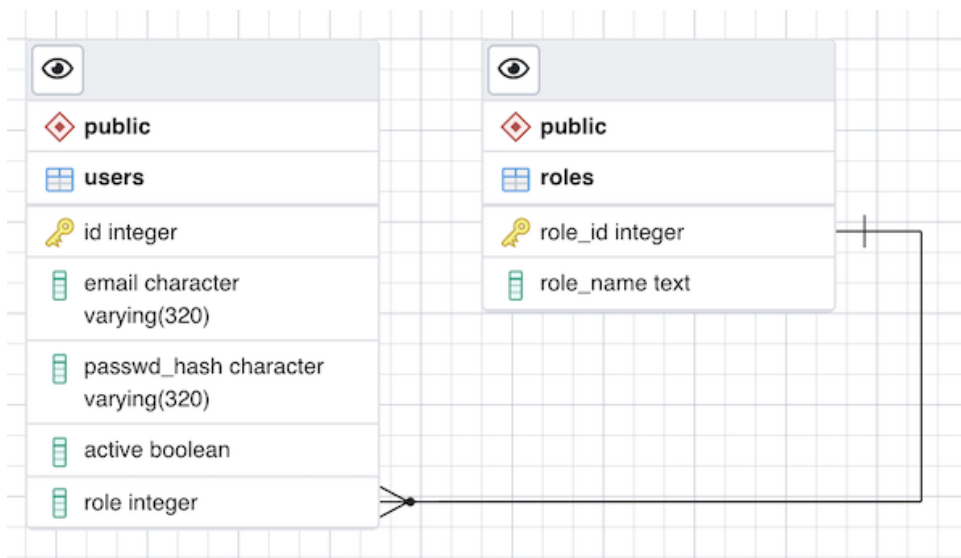 public
users
id integer
email character
varying(320)
passwd_hash character
varying(320)
active boolean
role integer
public
roles
role_id integer
role_name text